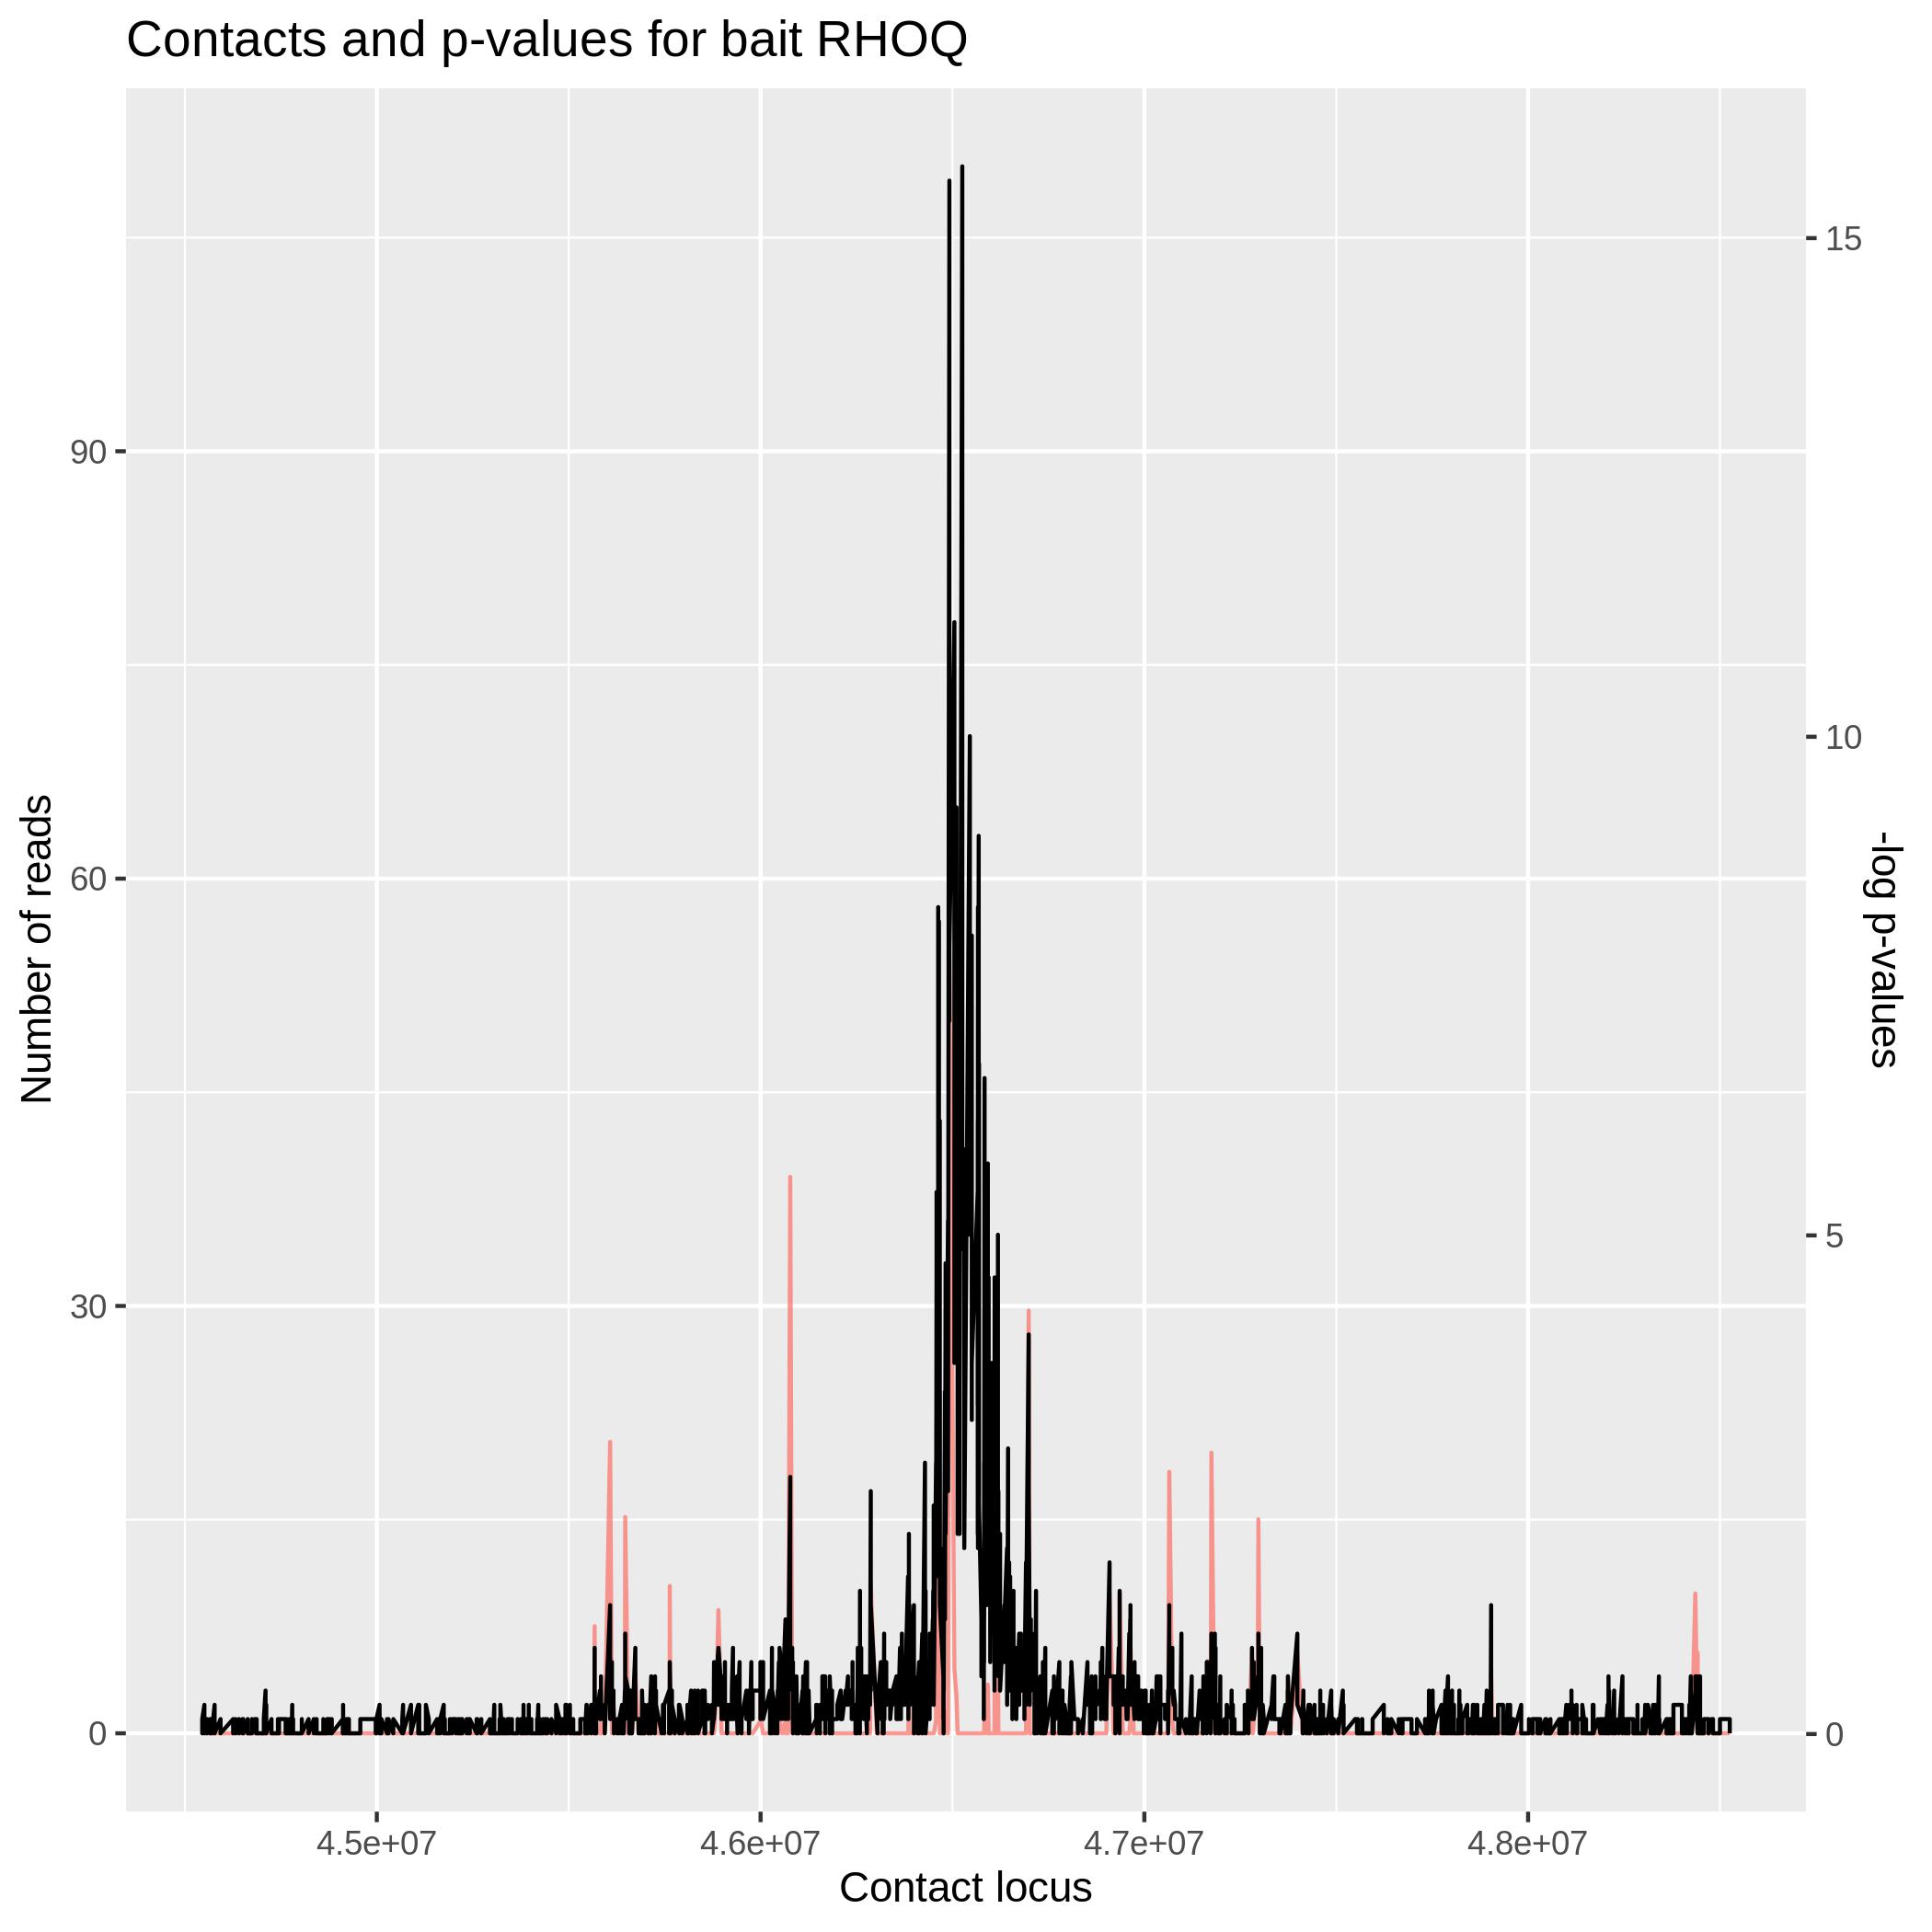 Contacts and p-values for bait RHOQ
Number of reads
90
60
30
0
15
10
5
0
-log p-values
4.5e+07 4.6e+07 4.7e+07 4.8e+07
Contact locus